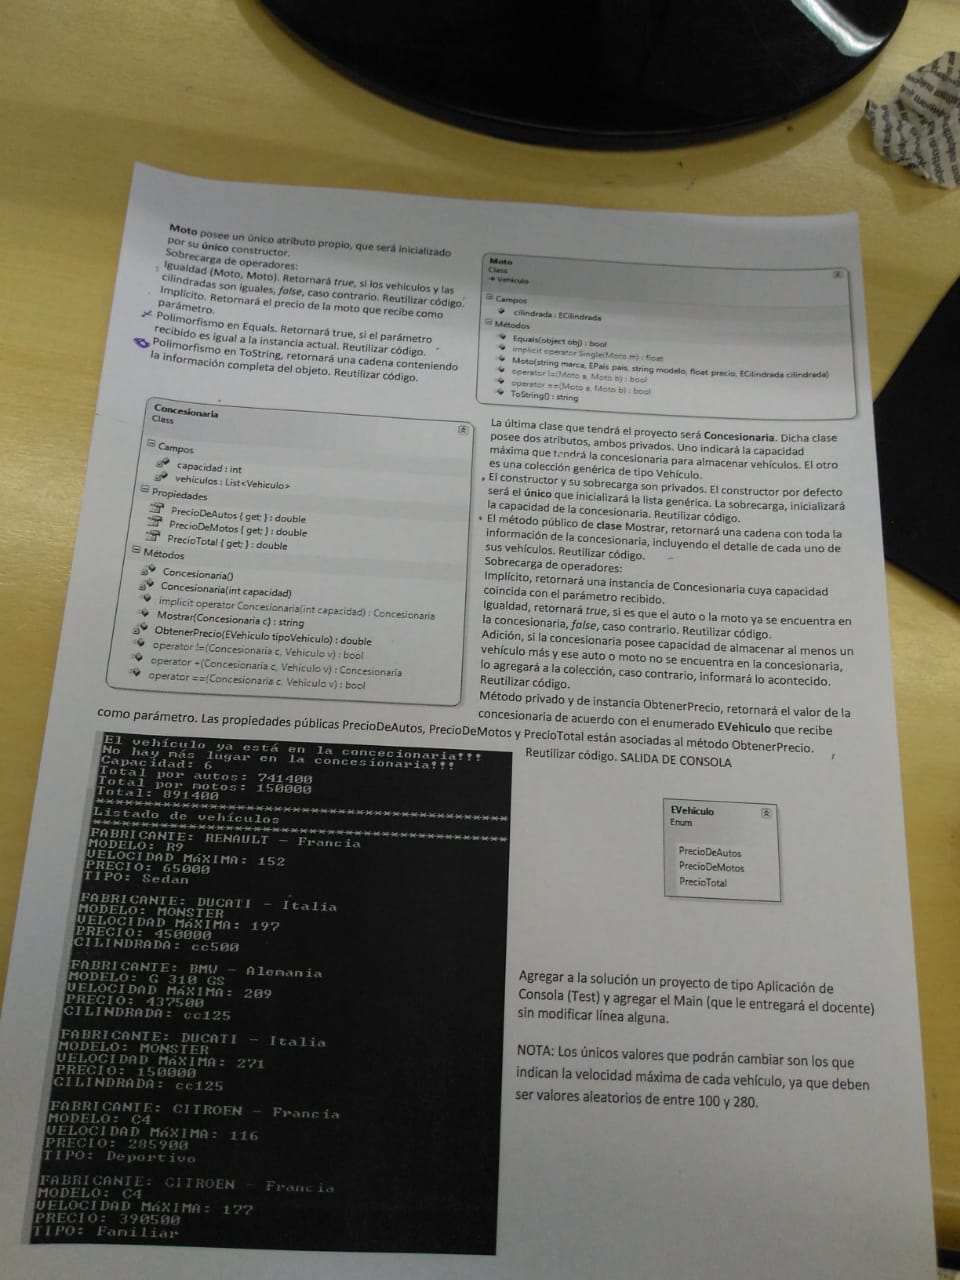 Moto posee un único atributo propio, que será inicializado
por su único constructor.
Sobrecarga de operadores:
Igualdad (Moto, Moto). Retornará true, si los vehículos y las
cilindradas son iguales, false, caso contrario. Reutilizar código.
Implícito. Retornará el precio de la moto que recibe como
parámetro.
Polimorfismo en Equals. Retornará true, si el parámetro
recibido es igual a la instancia actual. Reutilizar código.
Polimorfismo en ToString, retornará una cadena conteniendo
la información completa del objeto. Reutilizar código.
Moto
Class
→ Vehiculo
Campos
cilindrada : ECilindrada
Métodos
Equals(object obj) : bool
implicit operator Single(Moto m) : float
Moto(string marca, EPais pais, string modelo, float precio, ECilindrada cilindrada)
operator !=(Moto a, Moto b) : bool
operator ==(Moto a, Moto b) : bool
ToString() : string
Concesionaria
Class
Campos
capacidad : int
vehiculos : List<Vehiculo>
Propiedades
PrecioDeAutos { get; } : double
PrecioDeMotos { get; } : double
PrecioTotal { get; } : double
Métodos
Concesionaria()
Concesionaria(int capacidad)
implicit operator Concesionaria(int capacidad) : Concesionaria
Mostrar(Concesionaria c) : string
ObtenerPrecio(EVehiculo tipoVehiculo) : double
operator !=(Concesionaria c, Vehiculo v) : bool
operator +(Concesionaria c, Vehiculo v) : Concesionaria
operator ==(Concesionaria c, Vehiculo v) : bool
La última clase que tendrá el proyecto será Concesionaria. Dicha clase
posee dos atributos, ambos privados. Uno indicará la capacidad
máxima que tendrá la concesionaria para almacenar vehículos. El otro
es una colección genérica de tipo Vehículo.
El constructor y su sobrecarga son privados. El constructor por defecto
será el único que inicializará la lista genérica. La sobrecarga, inicializará
la capacidad de la concesionaria. Reutilizar código.
El método público de clase Mostrar, retornará una cadena con toda la
información de la concesionaria, incluyendo el detalle de cada uno de
sus vehículos. Reutilizar código.
Sobrecarga de operadores:
Implícito, retornará una instancia de Concesionaria cuya capacidad
coincida con el parámetro recibido.
Igualdad, retornará true, si es que el auto o la moto ya se encuentra en
la concesionaria, false, caso contrario. Reutilizar código.
Adición, si la concesionaria posee capacidad de almacenar al menos un
vehículo más y ese auto o moto no se encuentra en la concesionaria,
lo agregará a la colección, caso contrario, informará lo acontecido.
Reutilizar código.
Método privado y de instancia ObtenerPrecio, retornará el valor de la
concesionaria de acuerdo con el enumerado EVehiculo que recibe
como parámetro. Las propiedades públicas PrecioDeAutos, PrecioDeMotos y PrecioTotal están asociadas al método ObtenerPrecio.
Reutilizar código. SALIDA DE CONSOLA
El vehículo ya está en la concecionaria!!!
No hay más lugar en la concesionaria!!!
Capacidad: 6
Total por autos: 741400
Total por motos: 150000
Total: 891400
******************************************
Listado de vehículos
******************************************
FABRICANTE: RENAULT - Francia
MODELO: R9
VELOCIDAD MáXIMA: 152
PRECIO: 65000
TIPO: Sedan
FABRICANTE: DUCATI - Italia
MODELO: MONSTER
VELOCIDAD MáXIMA: 197
PRECIO: 450000
CILINDRADA: cc500
FABRICANTE: BMW - Alemania
MODELO: G 310 GS
VELOCIDAD MáXIMA: 209
PRECIO: 437500
CILINDRADA: cc125
FABRICANTE: DUCATI - Italia
MODELO: MONSTER
VELOCIDAD MáXIMA: 271
PRECIO: 150000
CILINDRADA: cc125
FABRICANTE: CITROEN - Francia
MODELO: C4
VELOCIDAD MáXIMA: 116
PRECIO: 285900
TIPO: Deportivo
FABRICANTE: CITROEN - Francia
MODELO: C4
VELOCIDAD MáXIMA: 177
PRECIO: 390500
TIPO: Familiar
EVehiculo
Enum
PrecioDeAutos
PrecioDeMotos
PrecioTotal
Agregar a la solución un proyecto de tipo Aplicación de
Consola (Test) y agregar el Main (que le entregará el docente)
sin modificar línea alguna.
NOTA: Los únicos valores que podrán cambiar son los que
indican la velocidad máxima de cada vehículo, ya que deben
ser valores aleatorios de entre 100 y 280.